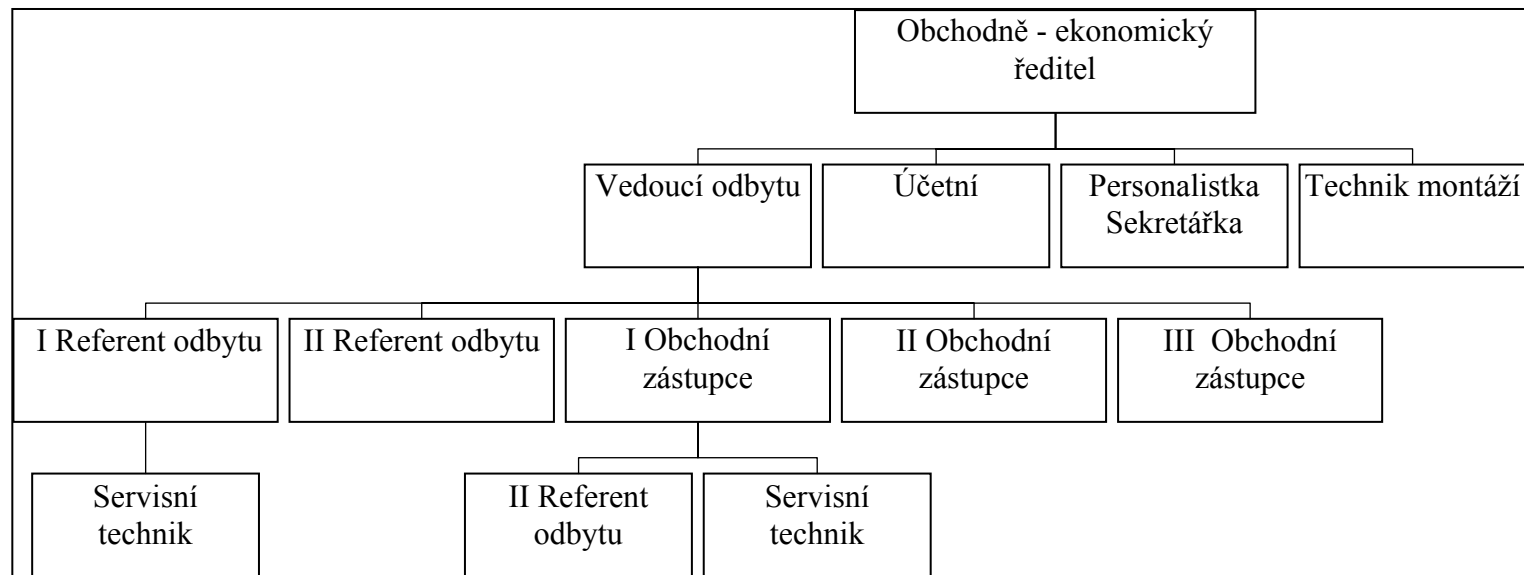 Obchodně - ekonomický
ředitel
Vedoucí odbytu
Účetní
Personalistka
Sekretářka
Technik montáží
I Referent odbytu
II Referent odbytu
I Obchodní
zástupce
II Obchodní
zástupce
III Obchodní
zástupce
Servisní
technik
II Referent
odbytu
Servisní
technik